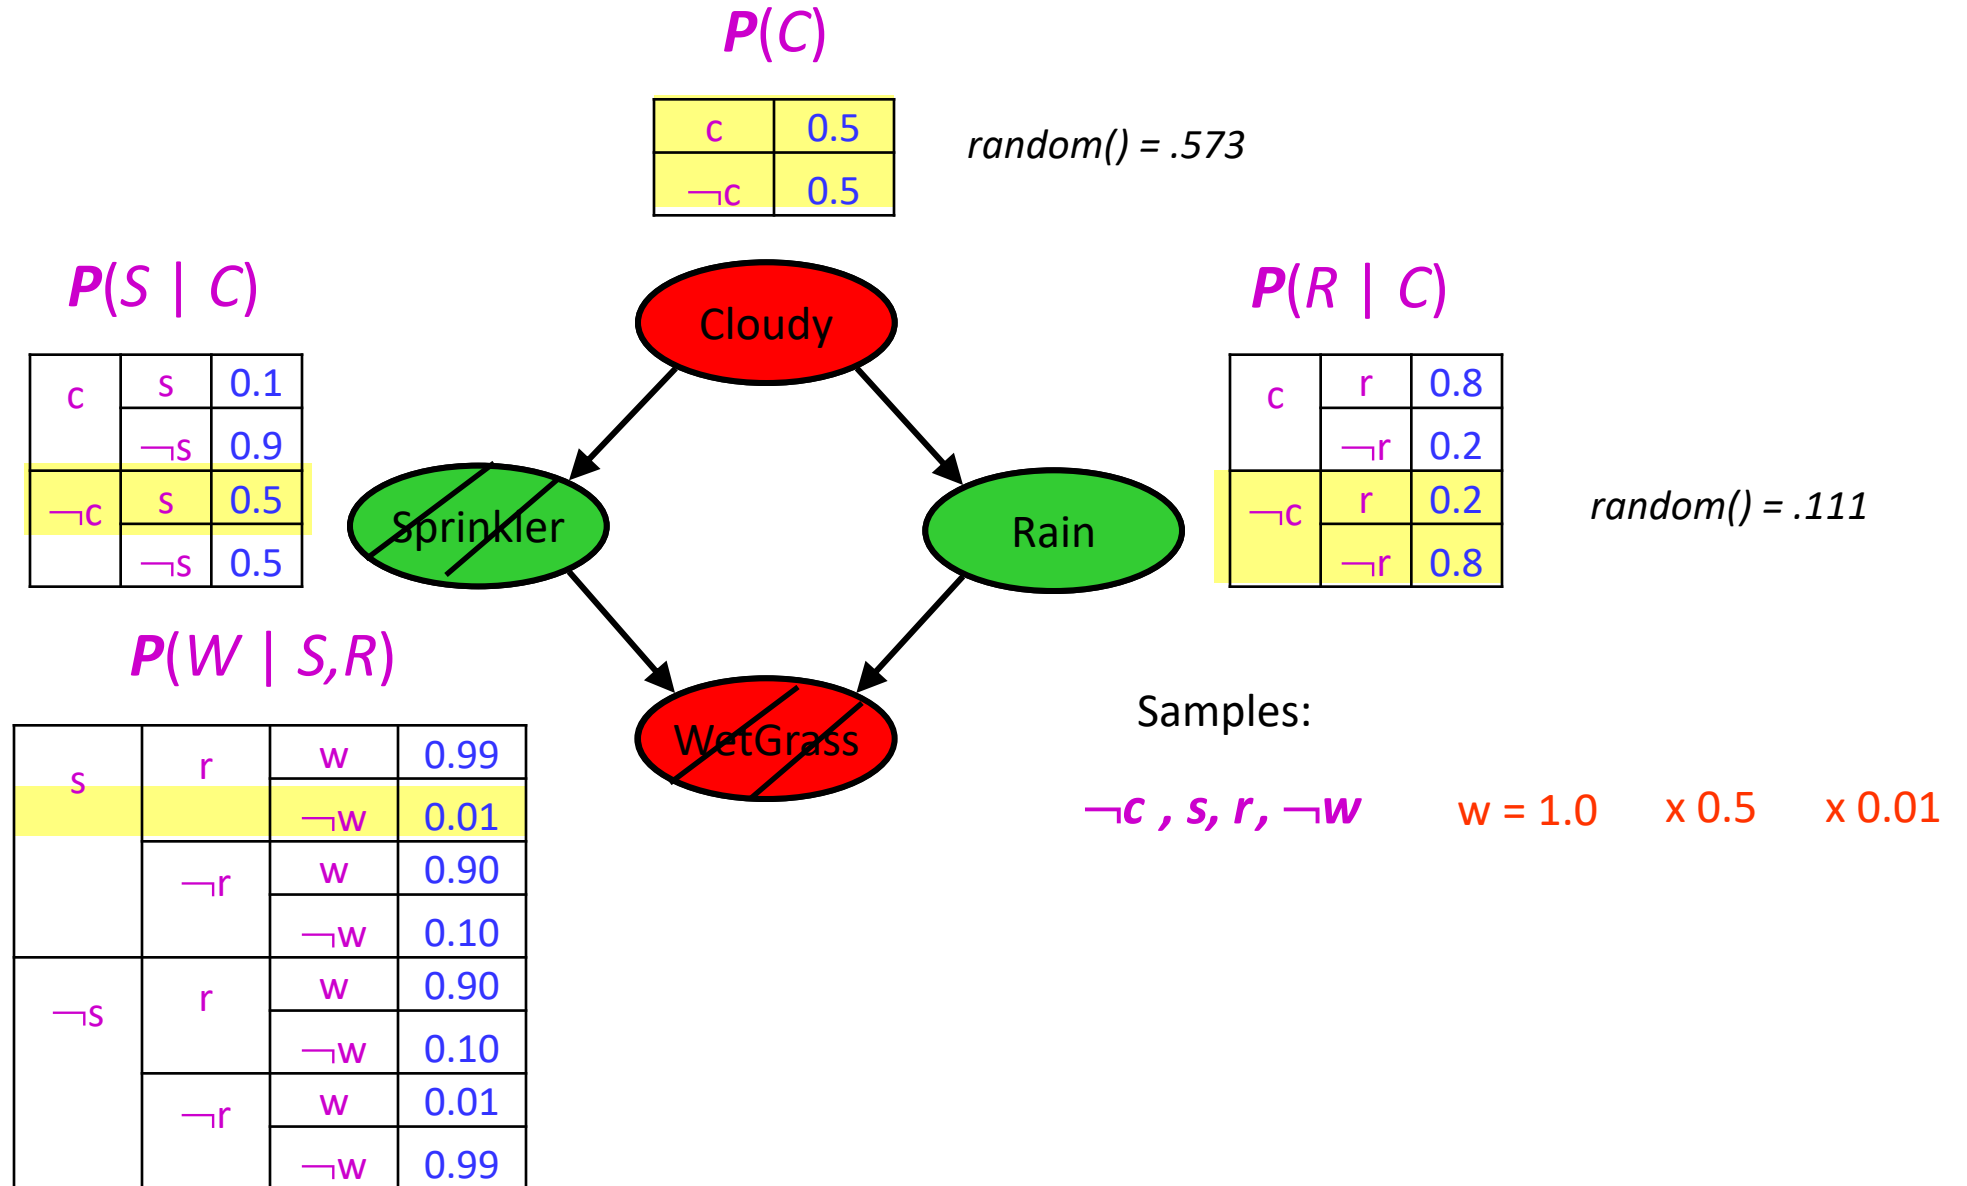 P(C)
c 0.5
¬c 0.5
random() = .573
P(S | C)
c s 0.1
¬s 0.9
¬c s 0.5
¬s 0.5
Cloudy
P(R | C)
c r 0.8
¬r 0.2
¬c r 0.2
¬r 0.8
random() = .111
Sprinkler
Rain
P(W | S,R)
s r w 0.99
¬w 0.01
¬r w 0.90
¬w 0.10
¬s r w 0.90
¬w 0.10
¬r w 0.01
¬w 0.99
WetGrass
Samples:
¬c , s, r, ¬w w = 1.0 x 0.5 x 0.01